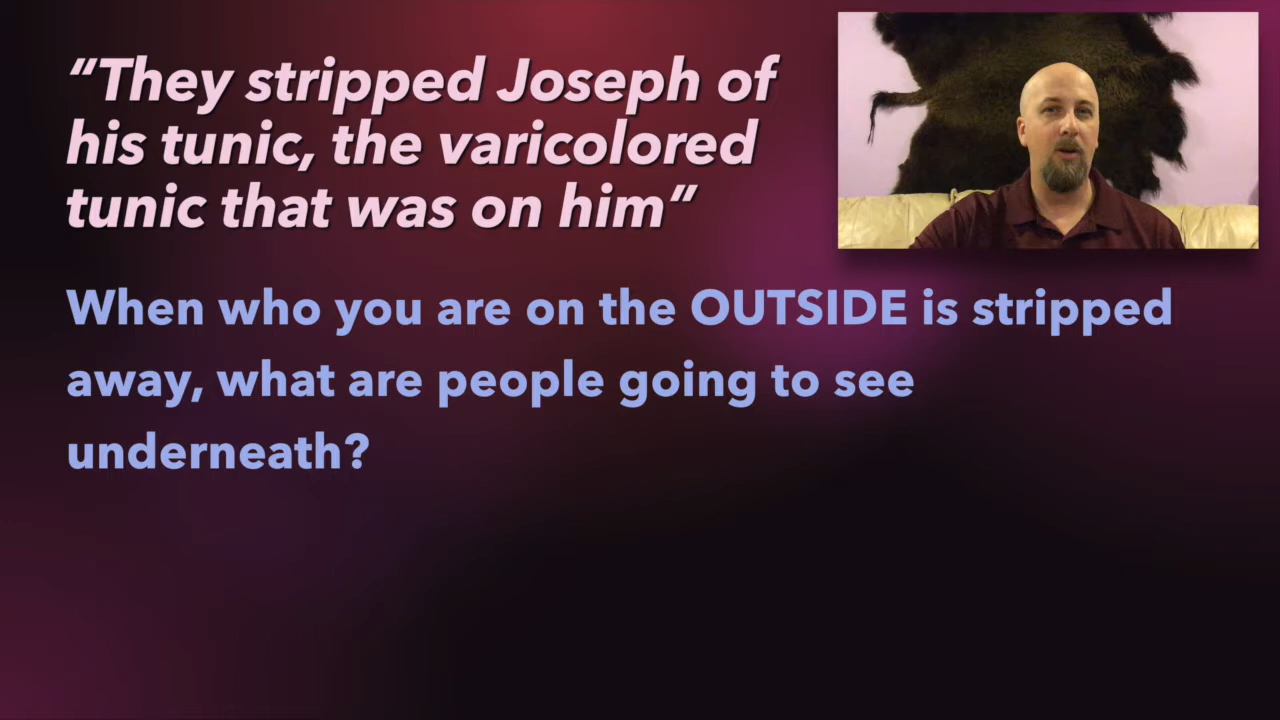 “They stripped Joseph of
his tunic, the varicolored
tunic that was on him”
When who you are on the OUTSIDE is stripped
away, what are people going to see
underneath?